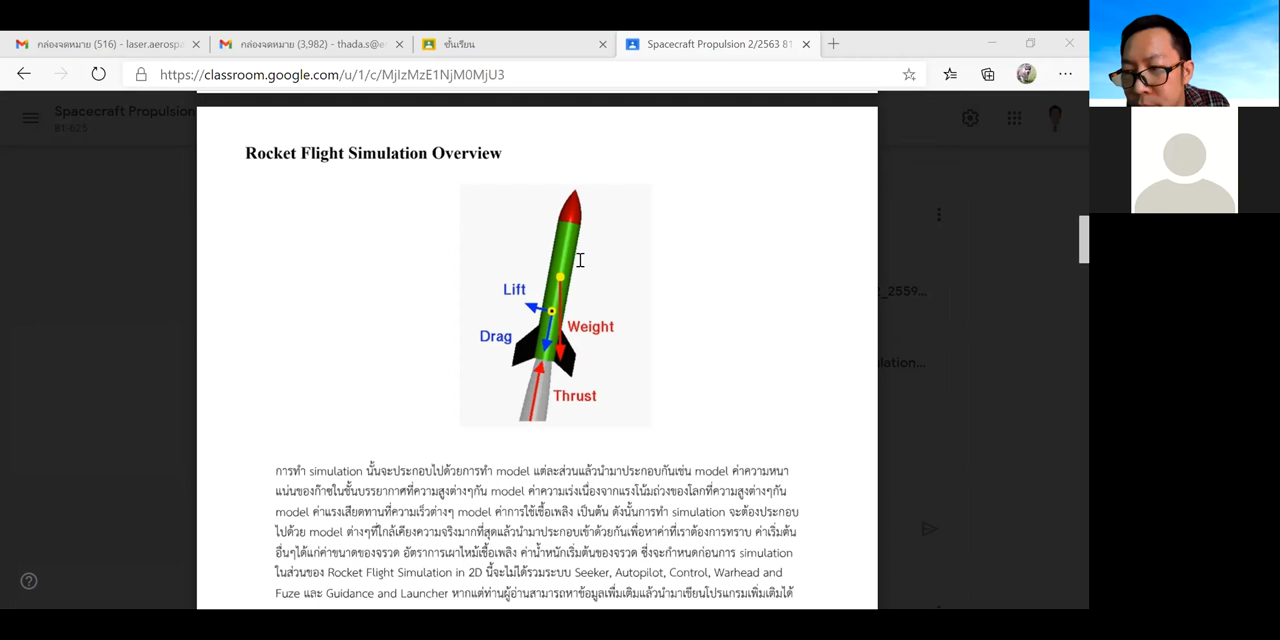 กล่องจดหมาย (516) - laser.aerospa
กล่องจดหมาย (3,982) - thada.s@e
ชั้นเรียน
Spacecraft Propulsion 2/2563 81
https://classroom.google.com/u/1/c/MjIzMzE1NjM0MjU3
Spacecraft Propulsion
81-623
Rocket Flight Simulation Overview
Lift
Weight
Drag
Thrust
2_2559...
lation...
การทำ simulation นั้นจะประกอบไปด้วยการทำ model แต่ละส่วนแล้วนำมาประกอบกันเช่น model ค่าความหนา
แน่นของก๊าซในชั้นบรรยากาศที่ความสูงต่างๆกัน model ค่าความเร่งเนื่องจากแรงโน้มถ่วงของโลกที่ความสูงต่างๆกัน
model ค่าแรงเสียดทานที่ความเร็วต่างๆ model ค่าการใช้เชื้อเพลิง เป็นต้น ดังนั้นการทำ simulation จะต้องประกอบ
ไปด้วย model ต่างๆที่ใกล้เคียงความจริงมากที่สุดแล้วนำมาประกอบเข้าด้วยกันเพื่อหาค่าที่เราต้องการทราบ ค่าเริ่มต้น
อื่นๆได้แก่ค่าขนาดของจรวด อัตราการเผาไหม้เชื้อเพลิง ค่าน้ำหนักเริ่มต้นของจรวด ซึ่งจะกำหนดก่อนการ simulation
ในส่วนของ Rocket Flight Simulation in 2D นี้จะไม่ได้รวมระบบ Seeker, Autopilot, Control, Warhead and
Fuze และ Guidance and Launcher หากแต่ท่านผู้อ่านสามารถหาข้อมูลเพิ่มเติมแล้วนำมาเขียนโปรแกรมเพิ่มเติมได้